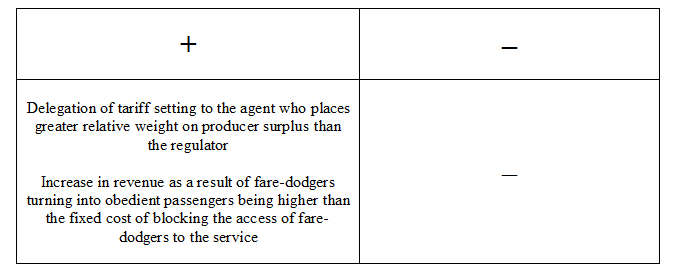 +
–
Delegation of tariff setting to the agent who places
greater relative weight on producer surplus than
the regulator
Increase in revenue as a result of fare-dodgers
turning into obedient passengers being higher than
the fixed cost of blocking the access of fare-
dodgers to the service
—